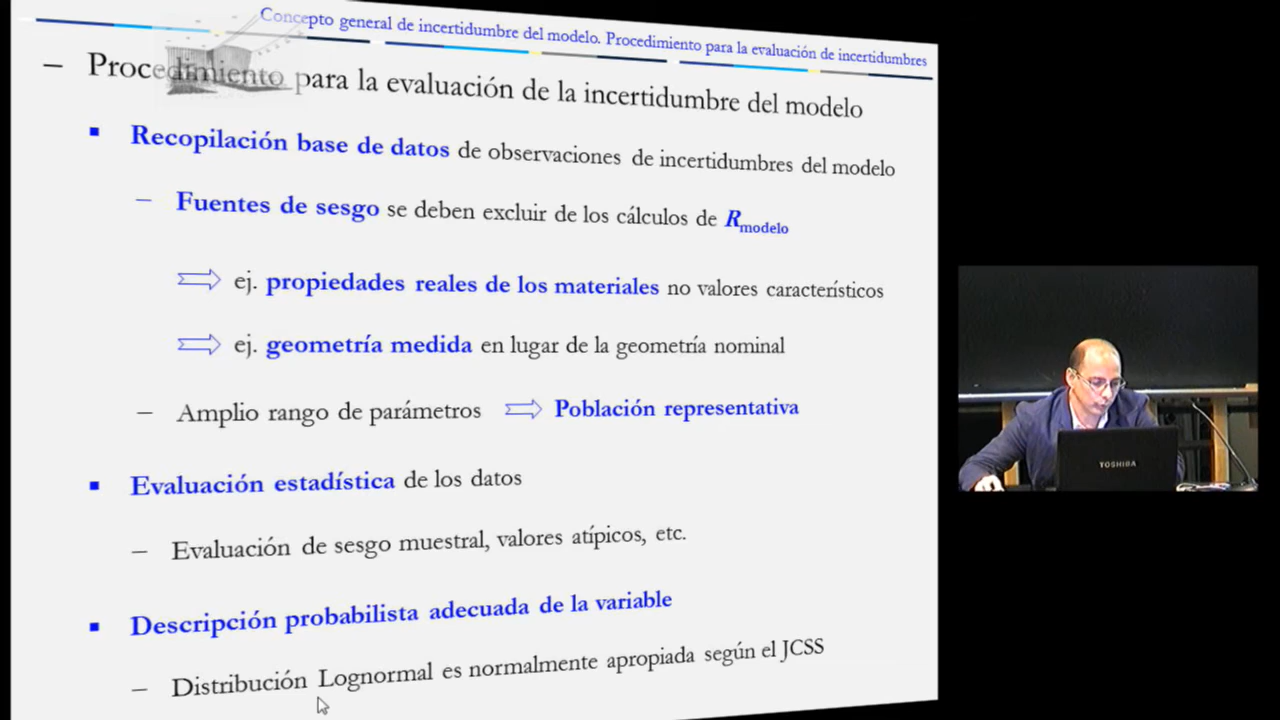 Concepto general de incertidumbre del modelo. Procedimiento para la evaluación de incertidumbres
– Procedimiento para la evaluación de la incertidumbre del modelo
▪ Recopilación base de datos de observaciones de incertidumbres del modelo
– Fuentes de sesgo se deben excluir de los cálculos de Rmodelo
ej. propiedades reales de los materiales no valores característicos
ej. geometría medida en lugar de la geometría nominal
– Amplio rango de parámetros ⇨ Población representativa
▪ Evaluación estadística de los datos
– Evaluación de sesgo muestral, valores atípicos, etc.
▪ Descripción probabilista adecuada de la variable
– Distribución Lognormal es normalmente apropiada según el JCSS
TOSHIBA